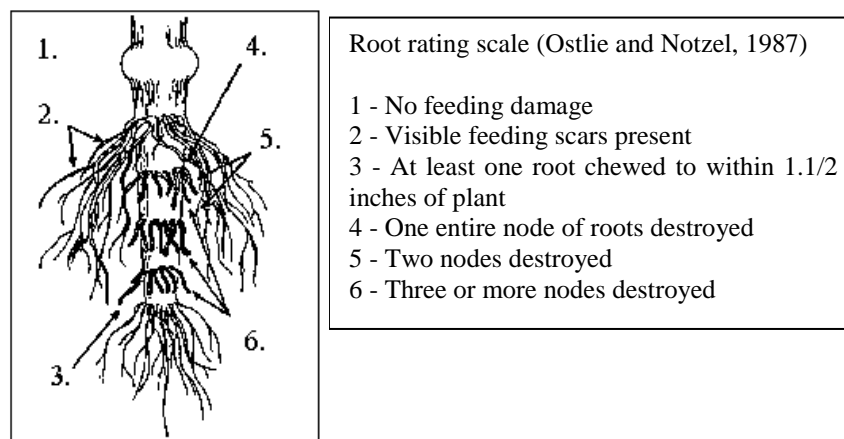 1.
4.
2.
5.
6.
3.
Root rating scale (Ostlie and Notzel, 1987)
1 - No feeding damage
2 - Visible feeding scars present
3 - At least one root chewed to within 1.1/2
inches of plant
4 - One entire node of roots destroyed
5 - Two nodes destroyed
6 - Three or more nodes destroyed